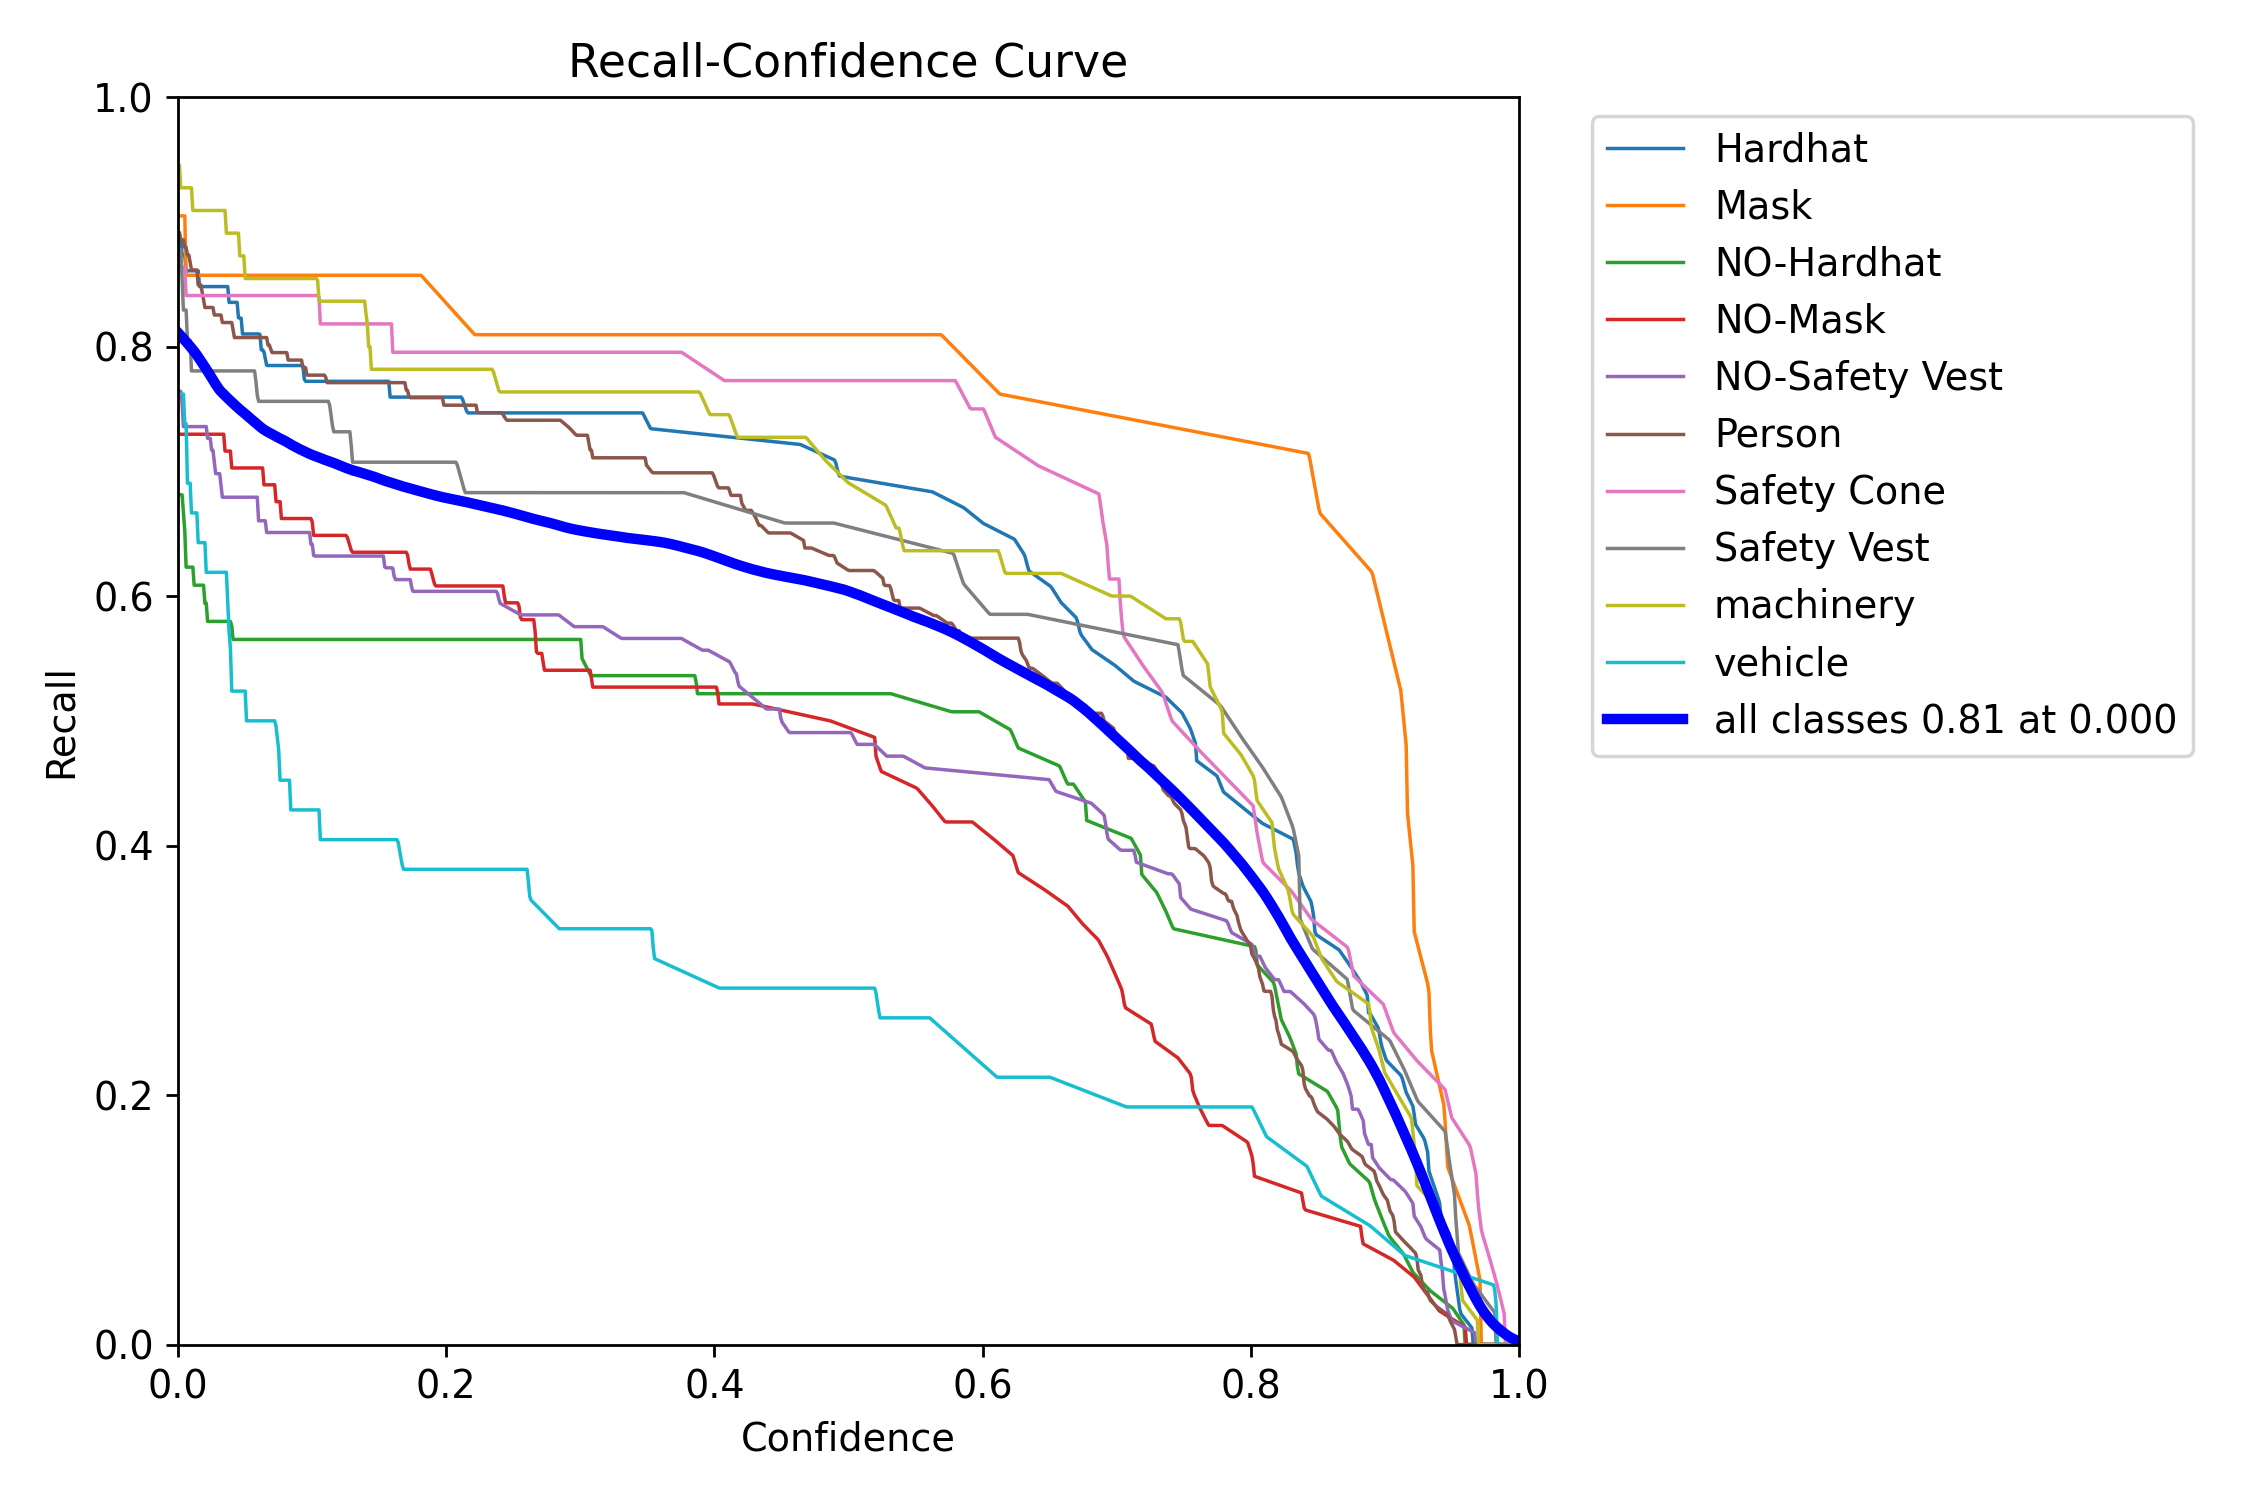 Recall-Confidence Curve
1.0
0.8
0.6
0.4
0.2
0.0
Recall
0.0 0.2 0.4 0.6 0.8 1.0
Confidence
Hardhat
Mask
NO-Hardhat
NO-Mask
NO-Safety Vest
Person
Safety Cone
Safety Vest
machinery
vehicle
all classes 0.81 at 0.000